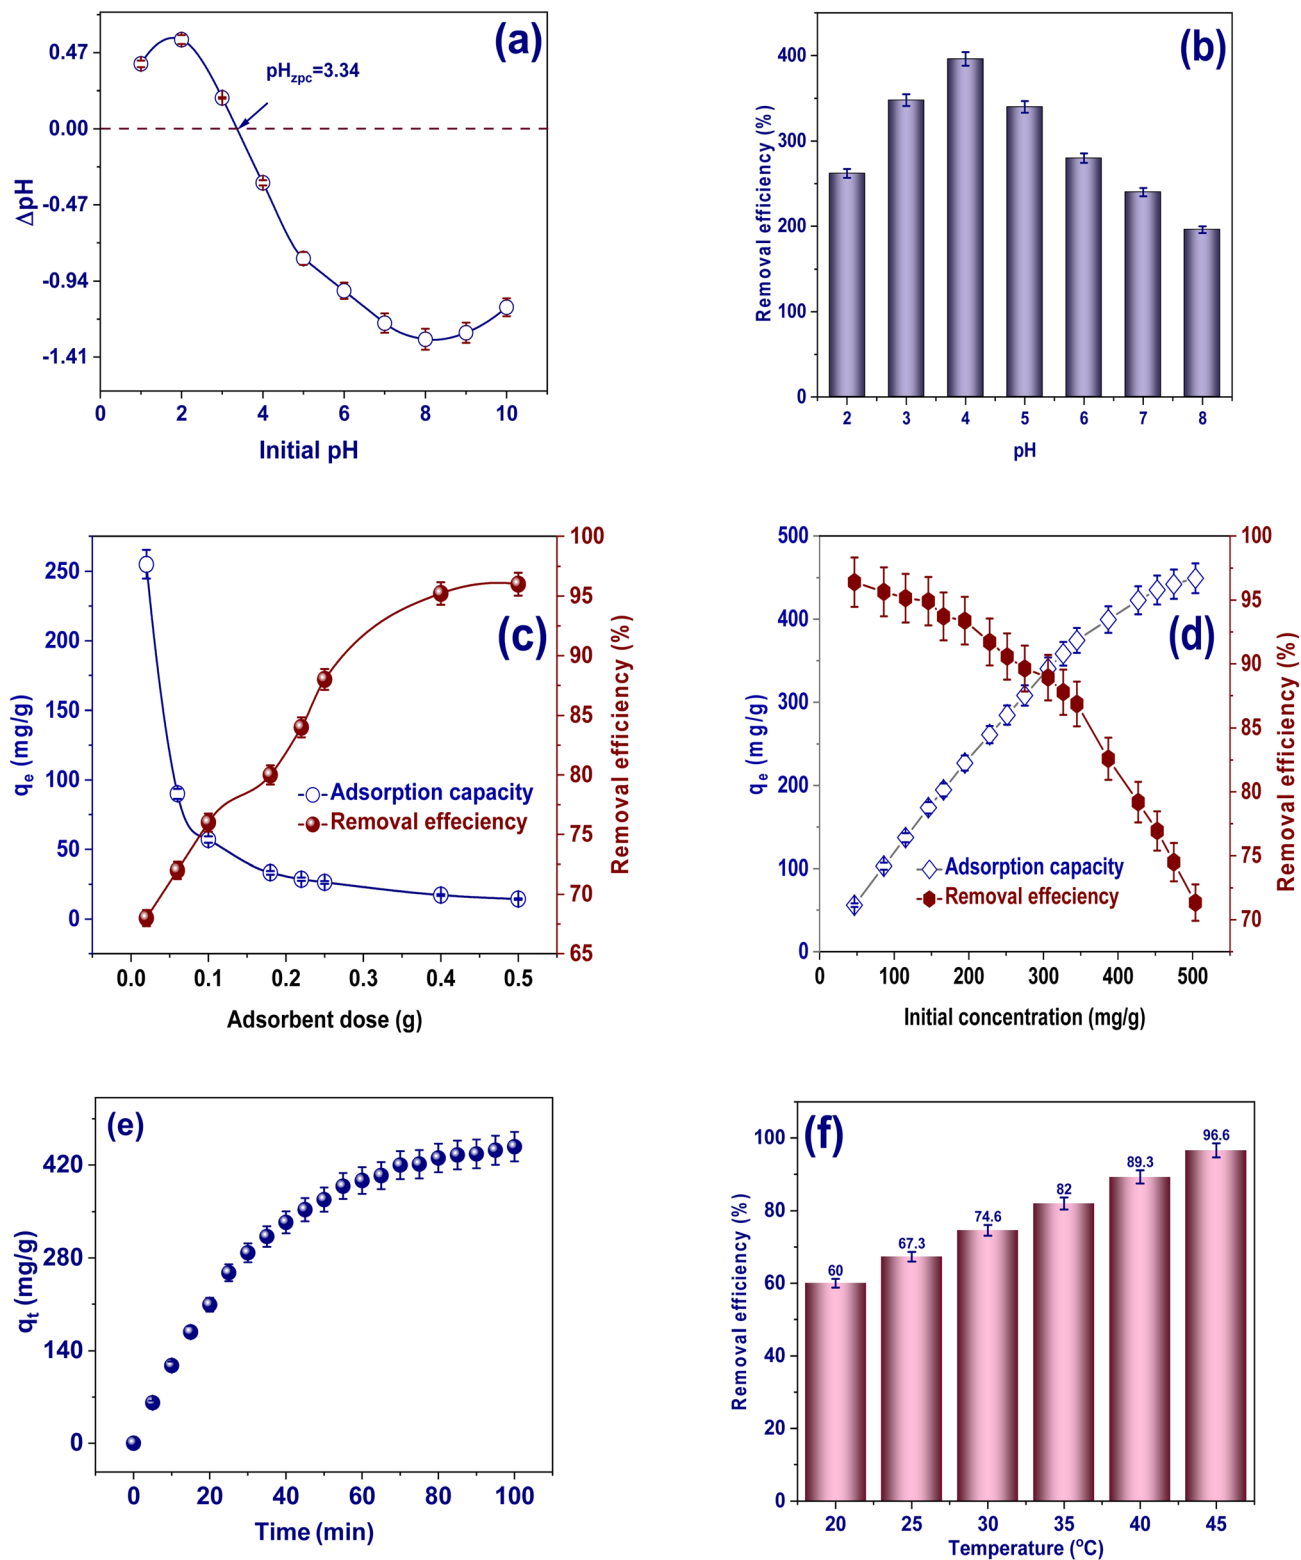 (a)
pHzpc=3.34
0.47
0.00
-0.47
-0.94
-1.41
ΔpH
0 2 4 6 8 10
Initial pH
(b)
400
300
200
100
0
Removal efficiency (%)
2 3 4 5 6 7 8
pH
(c)
250
200
150
100
50
0
qe (mg/g)
100
95
90
85
80
75
70
65
Removal efficiency (%)
Adsorption capacity
Removal effeciency
0.0 0.1 0.2 0.3 0.4 0.5
Adsorbent dose (g)
(d)
500
400
300
200
100
0
qe (mg/g)
100
95
90
85
80
75
70
Removal efficiency (%)
Adsorption capacity
Removal effeciency
0 100 200 300 400 500
Initial concentration (mg/g)
(e)
420
280
140
0
qt (mg/g)
0 20 40 60 80 100
Time (min)
(f)
100
80
60
40
20
0
Removal efficiency (%)
60
67.3
74.6
82
89.3
96.6
20 25 30 35 40 45
Temperature (oC)